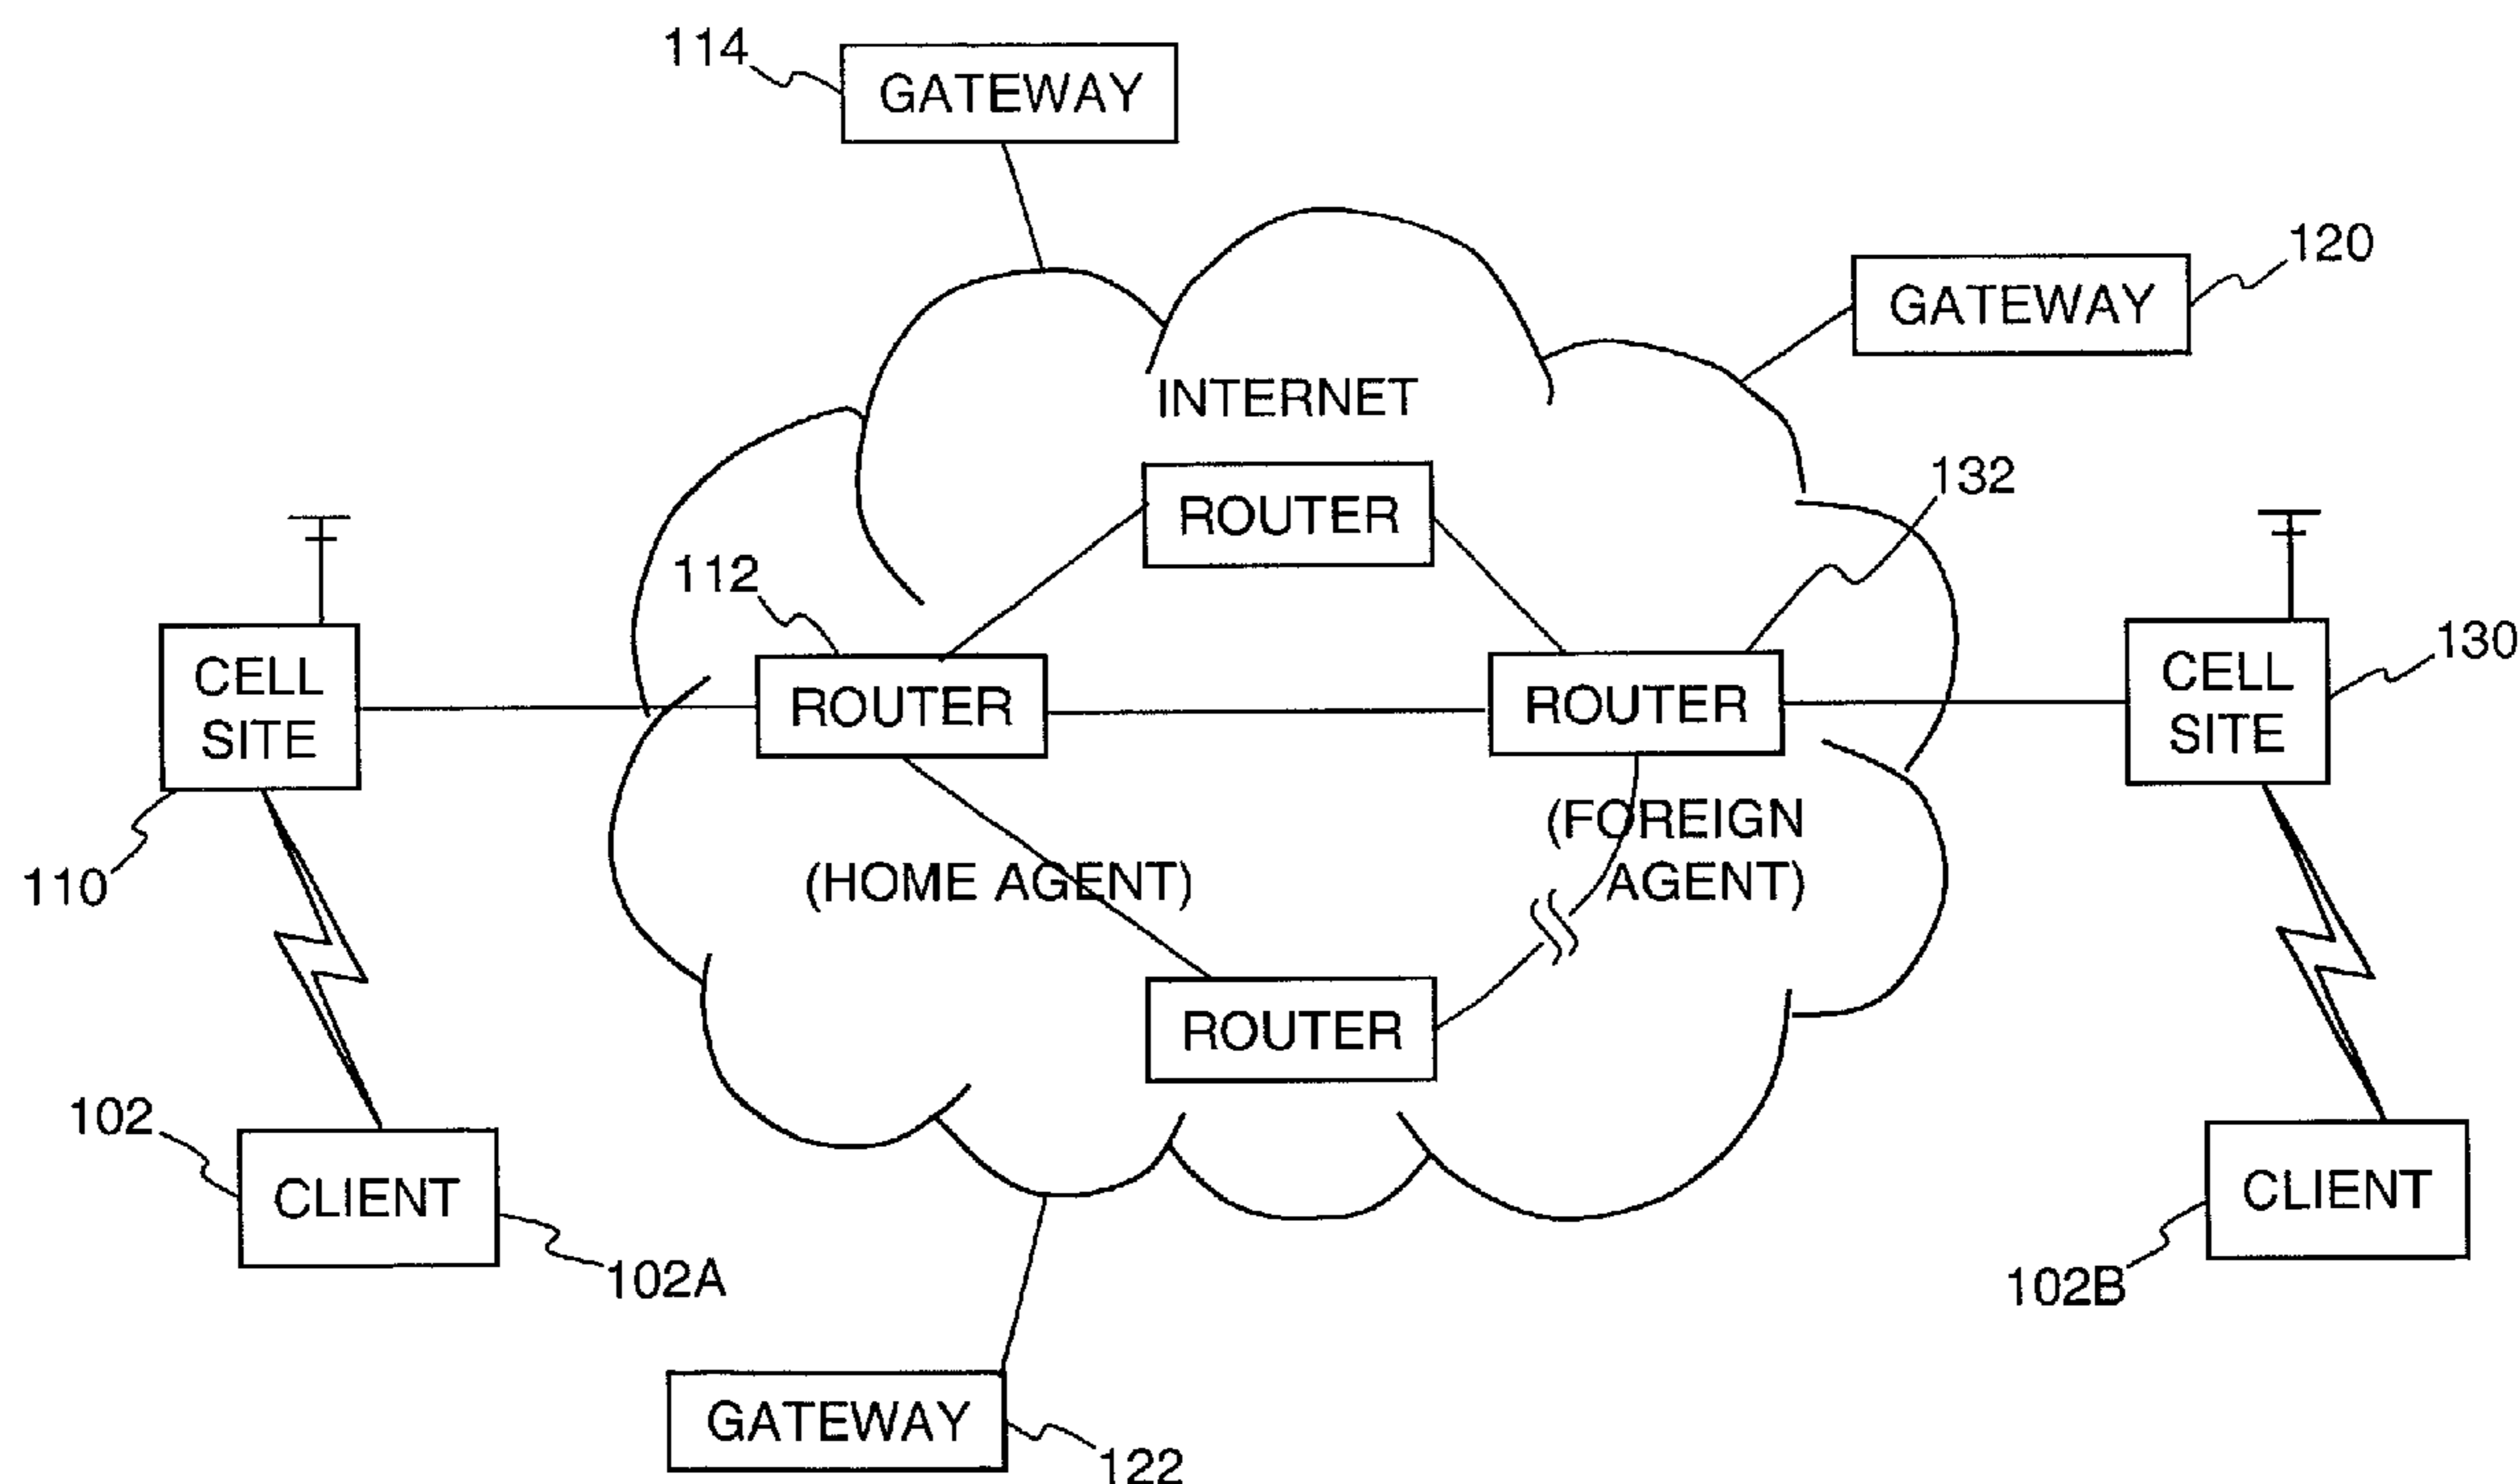 114
GATEWAY
120
GATEWAY
INTERNET
132
ROUTER
112
CELL
SITE
ROUTER
ROUTER
CELL
SITE
130
(FOREIGN
AGENT)
(HOME AGENT)
110
ROUTER
102
CLIENT
102A
CLIENT
102B
GATEWAY
122